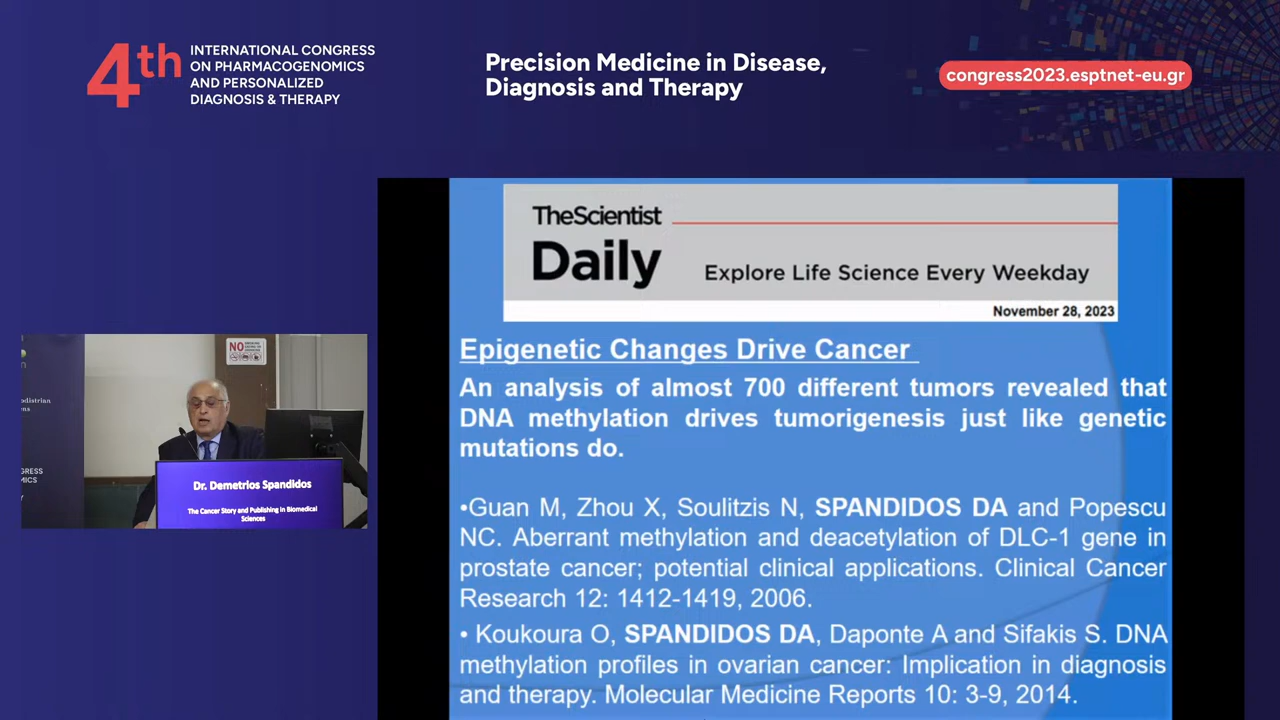 4th
INTERNATIONAL CONGRESS
ON PHARMACOGENOMICS
AND PERSONALIZED
DIAGNOSIS & THERAPY
Precision Medicine in Disease,
Diagnosis and Therapy
congress2023.esptnet-eu.gr
TheScientist
Daily
Explore Life Science Every Weekday
November 28, 2023
Epigenetic Changes Drive Cancer
An analysis of almost 700 different tumors revealed that
DNA methylation drives tumorigenesis just like genetic
mutations do.
•Guan M, Zhou X, Soulitzis N, SPANDIDOS DA and Popescu
NC. Aberrant methylation and deacetylation of DLC-1 gene in
prostate cancer; potential clinical applications. Clinical Cancer
Research 12: 1412-1419, 2006.
• Koukoura O, SPANDIDOS DA, Daponte A and Sifakis S. DNA
methylation profiles in ovarian cancer: Implication in diagnosis
and therapy. Molecular Medicine Reports 10: 3-9, 2014.
NO
Dr. Demetrios Spandidos
The Cancer Story and Publishing in Biomedical
Sciences